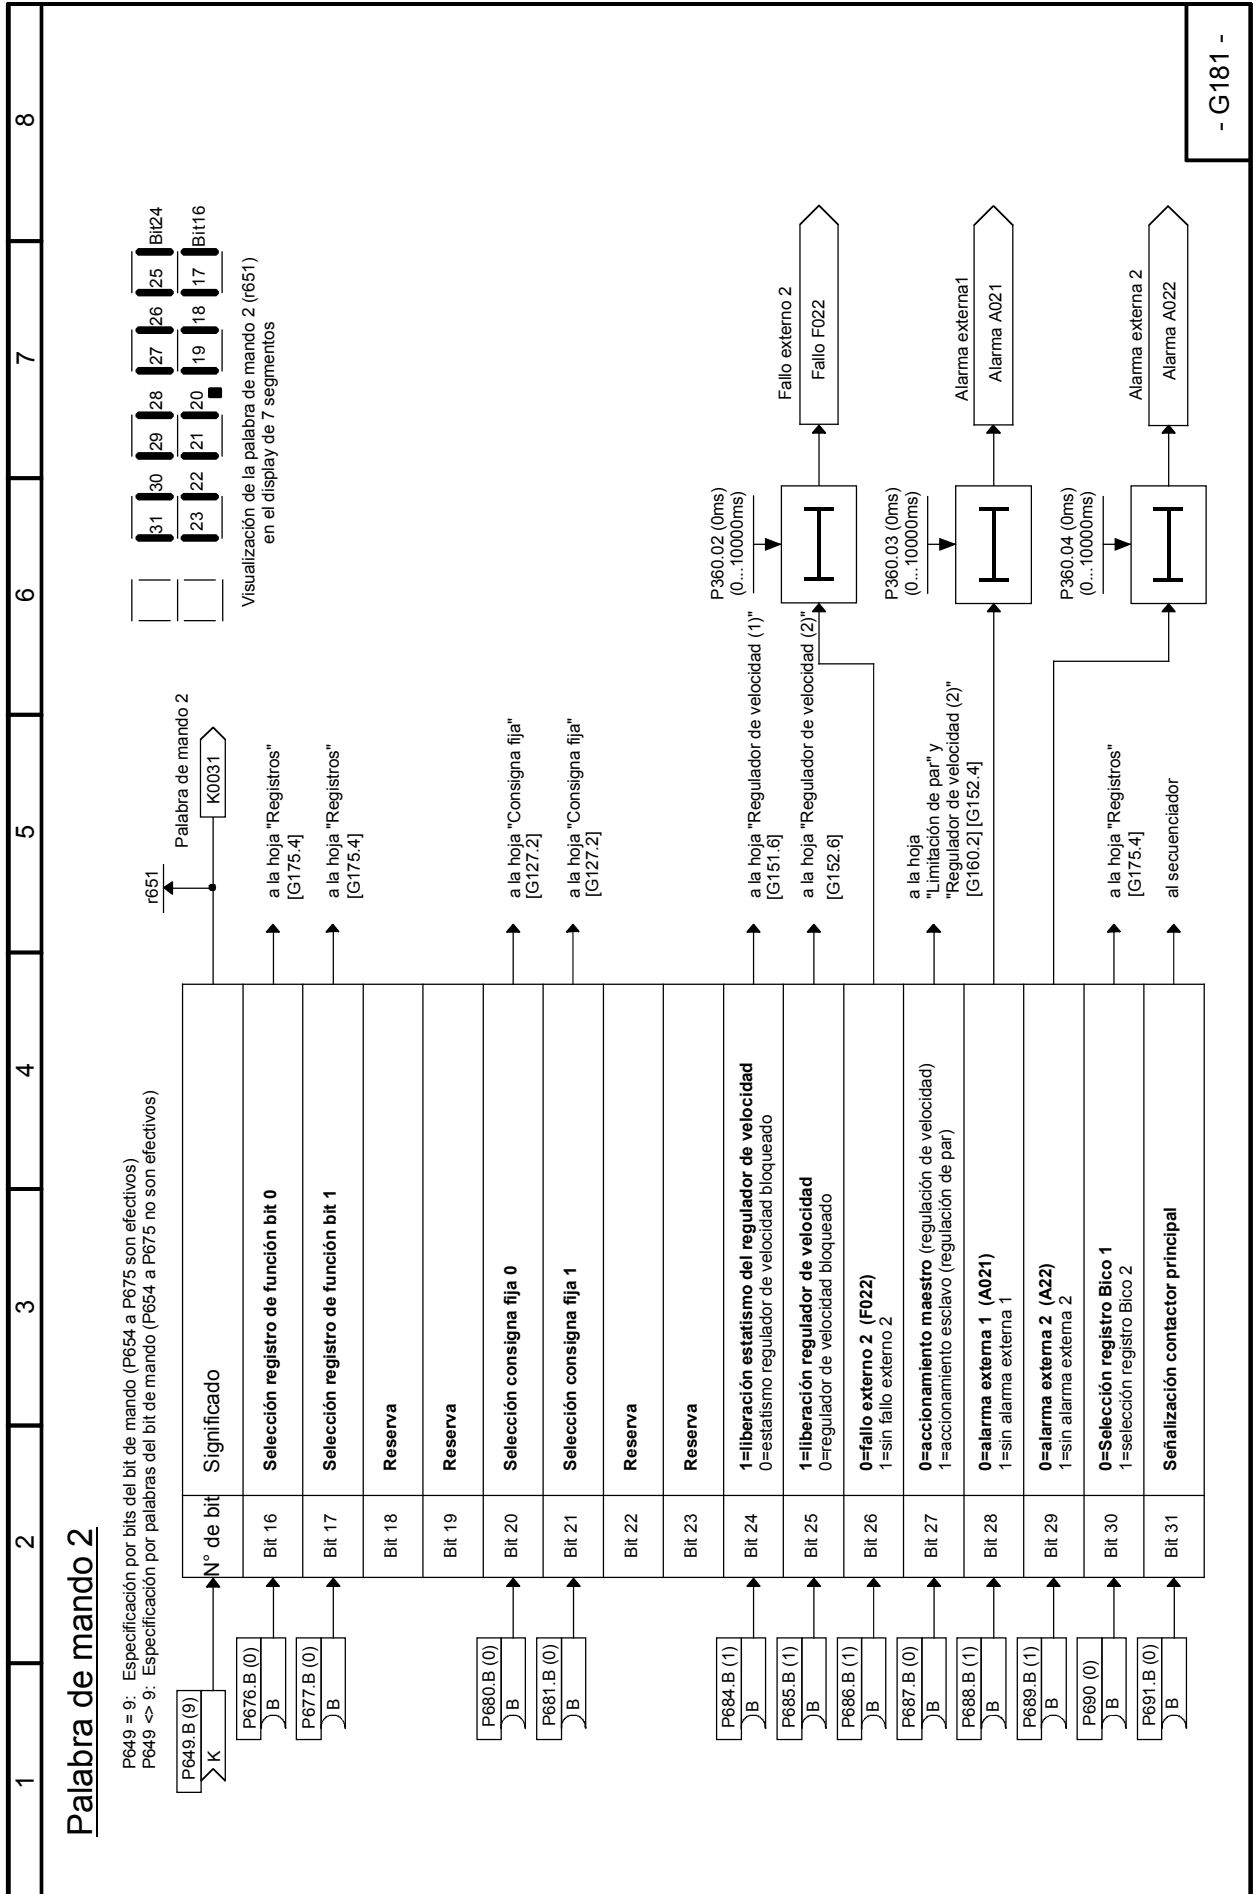 1 2 3 4 5 6 7 8
Palabra de mando 2
P649 = 9: Especificación por bits del bit de mando (P654 a P675 son efectivos)
P649 <> 9: Especificación por palabras del bit de mando (P654 a P675 no son efectivos)
P649.B (9)
K
r651
Palabra de mando 2
K0031
31 30 29 28 27 26 25 Bit24
23 22 21 20 19 18 17 Bit16
Visualización de la palabra de mando 2 (r651)
en el display de 7 segmentos
N° de bit Significado
P676.B (0)
B
Bit 16
Selección registro de función bit 0
a la hoja "Registros"
[G175.4]
P677.B (0)
B
Bit 17
Selección registro de función bit 1
a la hoja "Registros"
[G175.4]
Bit 18
Reserva
Bit 19
Reserva
P680.B (0)
B
Bit 20
Selección consigna fija 0
a la hoja "Consigna fija"
[G127.2]
P681.B (0)
B
Bit 21
Selección consigna fija 1
a la hoja "Consigna fija"
[G127.2]
Bit 22
Reserva
Bit 23
Reserva
P684.B (1)
B
Bit 24
1=liberación estatismo del regulador de velocidad
0=estatismo regulador de velocidad bloqueado
a la hoja "Regulador de velocidad (1)"
[G151.6]
P685.B (1)
B
Bit 25
1=liberación regulador de velocidad
0=regulador de velocidad bloqueado
a la hoja "Regulador de velocidad (2)"
[G152.6]
P686.B (1)
B
Bit 26
0=fallo externo 2 (F022)
1=sin fallo externo 2
P360.02 (0ms)
(0...10000ms)
Fallo externo 2
Fallo F022
P687.B (0)
B
Bit 27
0=accionamiento maestro (regulación de velocidad)
1=accionamiento esclavo (regulación de par)
a la hoja
"Limitación de par" y
"Regulador de velocidad (2)"
[G160.2] [G152.4]
P688.B (1)
B
Bit 28
0=alarma externa 1 (A021)
1=sin alarma externa 1
P360.03 (0ms)
(0...10000ms)
Alarma externa1
Alarma A021
P689.B (1)
B
Bit 29
0=alarma externa 2 (A22)
1=sin alarma externa 2
P360.04 (0ms)
(0...10000ms)
Alarma externa 2
Alarma A022
P690 (0)
B
Bit 30
0=Selección registro Bico 1
1=selección registro Bico 2
a la hoja "Registros"
[G175.4]
P691.B (0)
B
Bit 31
Señalización contactor principal
al secuenciador
- G181 -